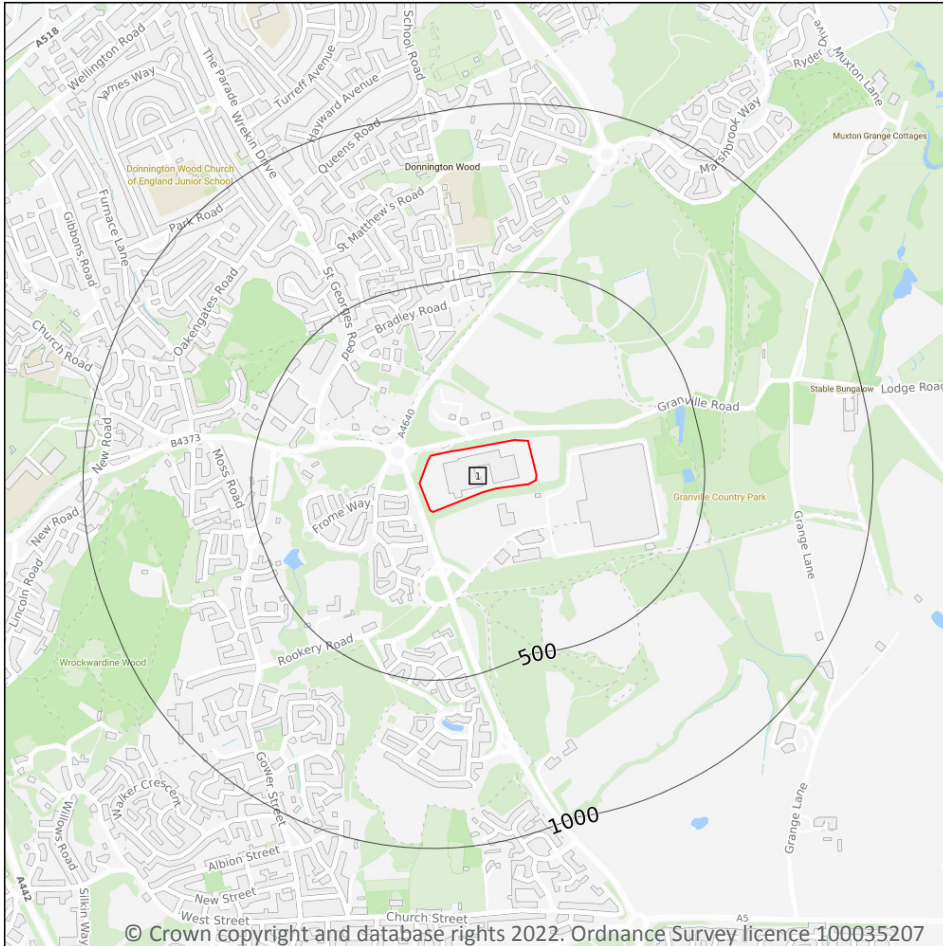 A518
Wellington Road
James Way
The Parade
Wrekin Drive
Turreff Avenue
Hayward Avenue
School Road
Queens Road
Ryder Drive
Muxton Lane
Marshbrook Way
Muxton Grange Cottages
Donnington Wood Church
of England Junior School
Donnington Wood
Furnace Lane
Gibbons Road
Park Road
St Matthew's Road
Oakengates Road
St Georges Road
Bradley Road
Church Road
Stable Bungalow
Lodge Road
Granville Road
A4640
New Road
B4373
Moss Road
1
Frome Way
Granville Country Park
New Road
Lincoln Road
Grange Lane
Wrockwardine Wood
Rookery Road
500
Gower Street
Walker Crescent
Willows Road
1000
Grange Lane
Albion Street
A442
Silkin Way
New Street
West Street
Church Street
A5
© Crown copyright and database rights 2022. Ordnance Survey licence 100035207